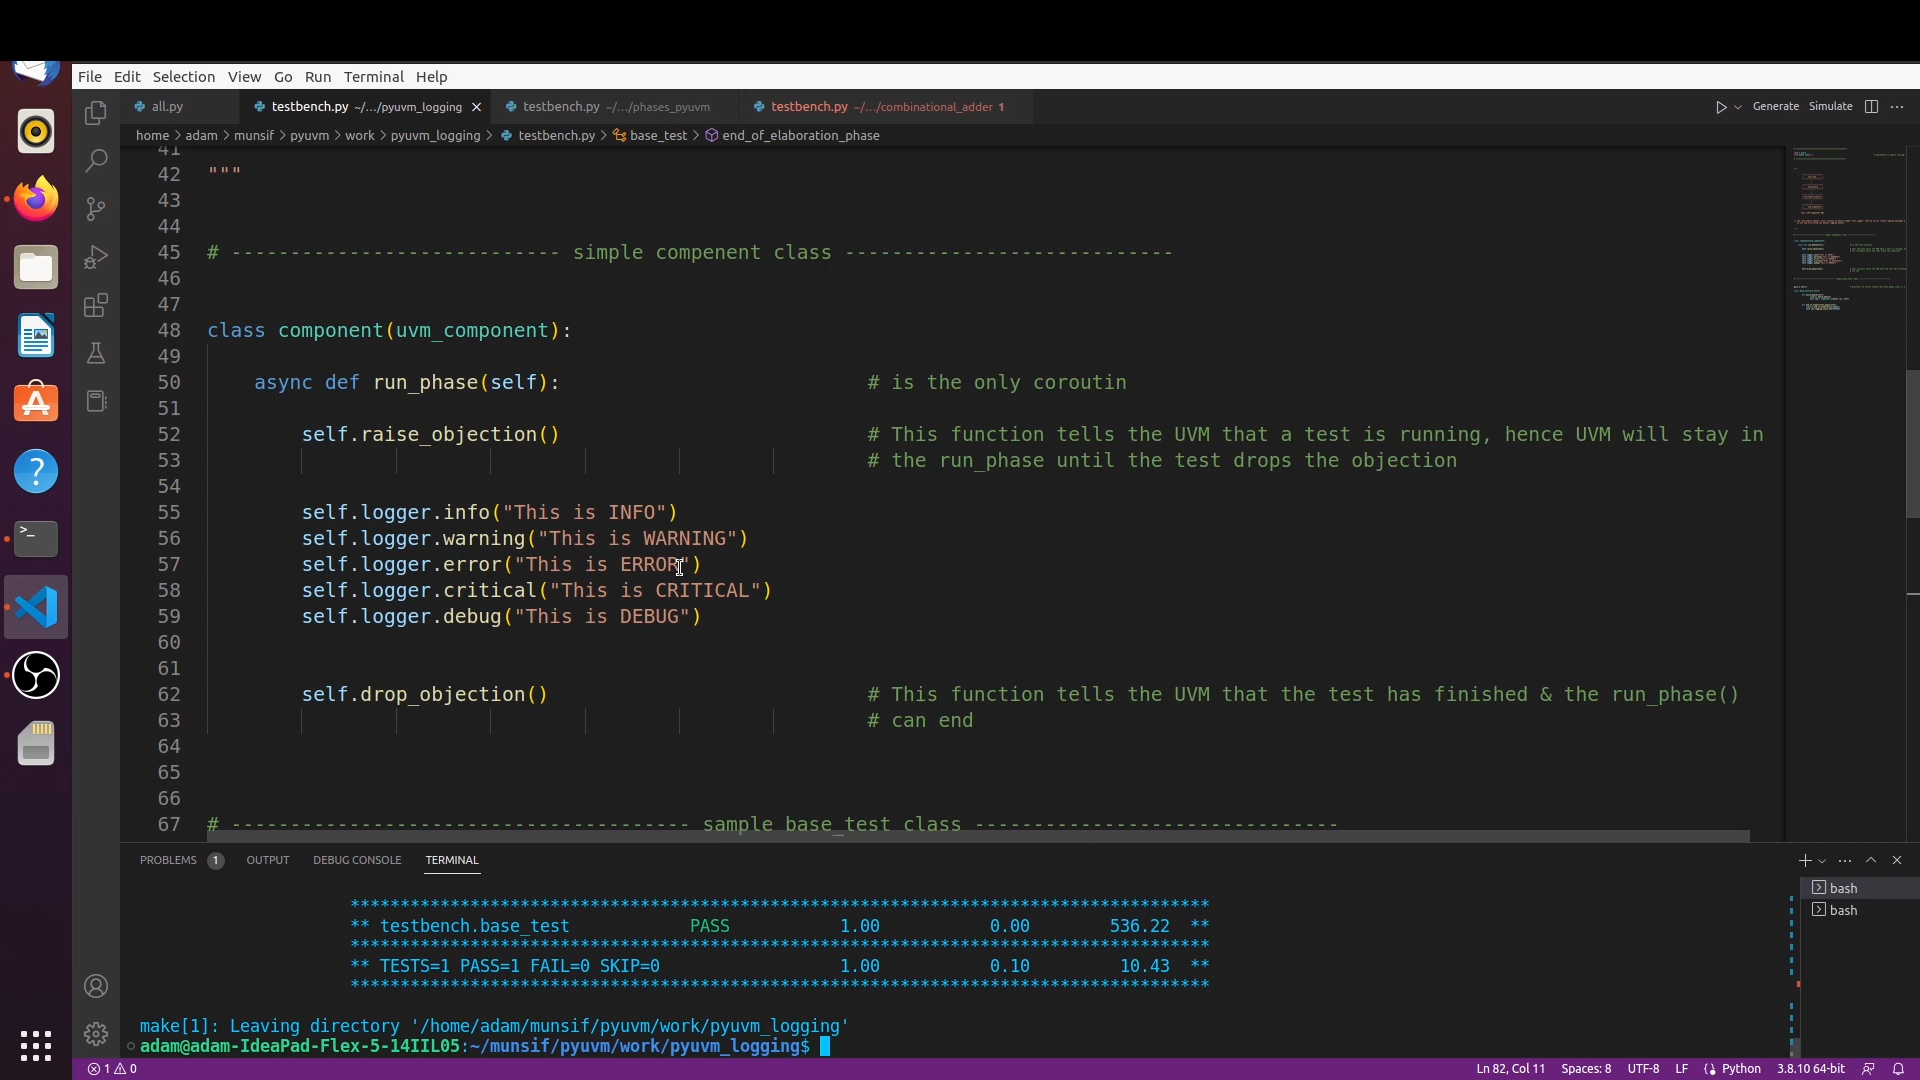 File Edit Selection View Go Run Terminal Help
all.py testbench.py ~/.../pyuvm_logging testbench.py ~/.../phases_pyuvm testbench.py ~/.../combinational_adder 1 Generate Simulate
home > adam > munsif > pyuvm > work > pyuvm_logging > testbench.py > base_test > end_of_elaboration_phase
41
42 """
43
44
45 # ---------------------------- simple compenent class ----------------------------
46
47
48 class component(uvm_component):
49
50 async def run_phase(self): # is the only coroutin
51
52 self.raise_objection() # This function tells the UVM that a test is running, hence UVM will stay in
53 # the run_phase until the test drops the objection
54
55 self.logger.info("This is INFO")
56 self.logger.warning("This is WARNING")
57 self.logger.error("This is ERROR")
58 self.logger.critical("This is CRITICAL")
59 self.logger.debug("This is DEBUG")
60
61
62 self.drop_objection() # This function tells the UVM that the test has finished & the run_phase()
63 # can end
64
65
66
67 # --------------------------------------- sample base_test class -------------------------------
PROBLEMS 1 OUTPUT DEBUG CONSOLE TERMINAL
bash
bash
**************************************************************************************
** testbench.base_test PASS 1.00 0.00 536.22 **
**************************************************************************************
** TESTS=1 PASS=1 FAIL=0 SKIP=0 1.00 0.10 10.43 **
**************************************************************************************
make[1]: Leaving directory '/home/adam/munsif/pyuvm/work/pyuvm_logging'
adam@adam-IdeaPad-Flex-5-14IIL05:~/munsif/pyuvm/work/pyuvm_logging$
1 0 Ln 82, Col 11 Spaces: 8 UTF-8 LF Python 3.8.10 64-bit